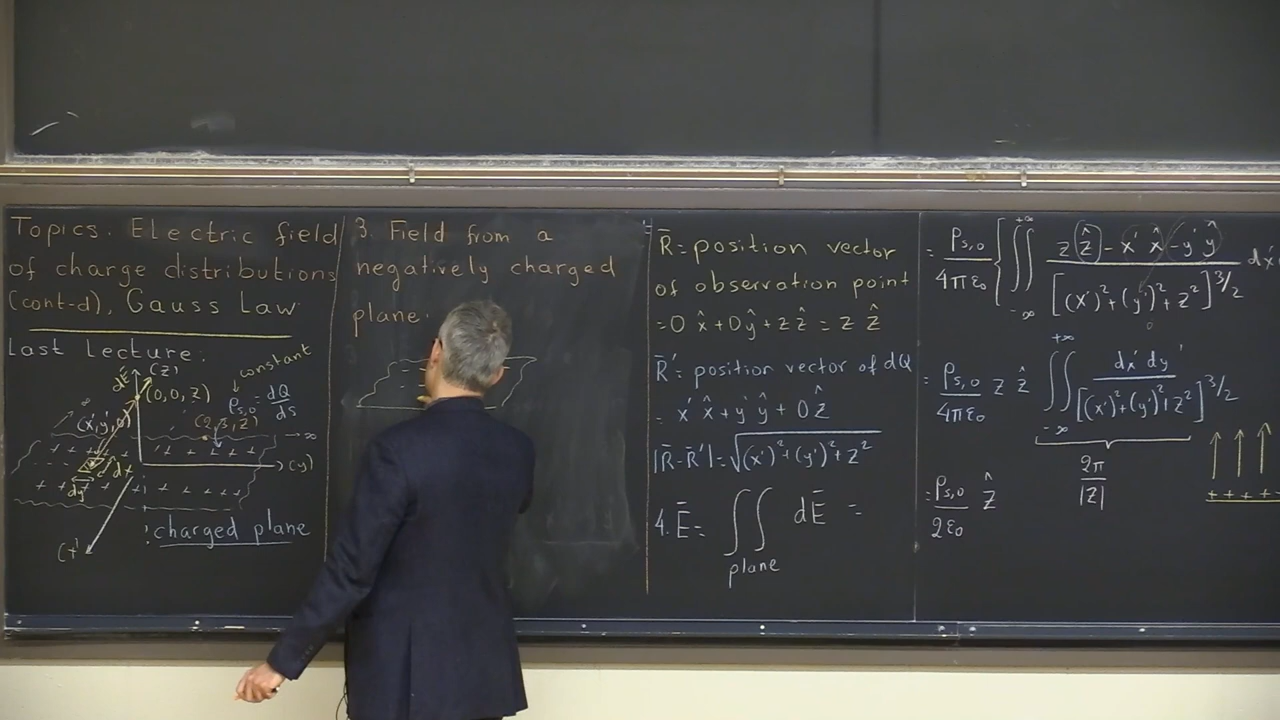 Topics. Electric field
of charge distributions
(cont-d), Gauss Law
Last Lecture:
constant
dĒ
(z)
(0,0,z)
ρs,0 = dQ/ds
(x',y',0)
∞
→ ∞
+ + + + + + + +
dx
dy
(y)
+ + + + + + + +
(x)
charged plane
3. Field from a
negatively charged
plane.
R̄ = position vector
of observation point
= 0 x̂ + 0 ŷ + z ẑ = z ẑ
R̄' = position vector of dQ
= x' x̂ + y' ŷ + 0 ẑ
|R̄-R̄'| = √(x')²+(y')²+z²
4. Ē = ∬ dĒ =
plane
= ρs,0/4πε₀ { ∬∫ -∞ +∞ z ẑ - x' x̂ - y' ŷ / [(x')²+(y')²+z²]^3/2 dx'
= ρs,0/4πε₀ z ẑ ∬ -∞ +∞ dx' dy' / [(x')²+(y')²+z²]^3/2
2π/|z|
= ρs,0/2ε₀ ẑ
+ + + + +